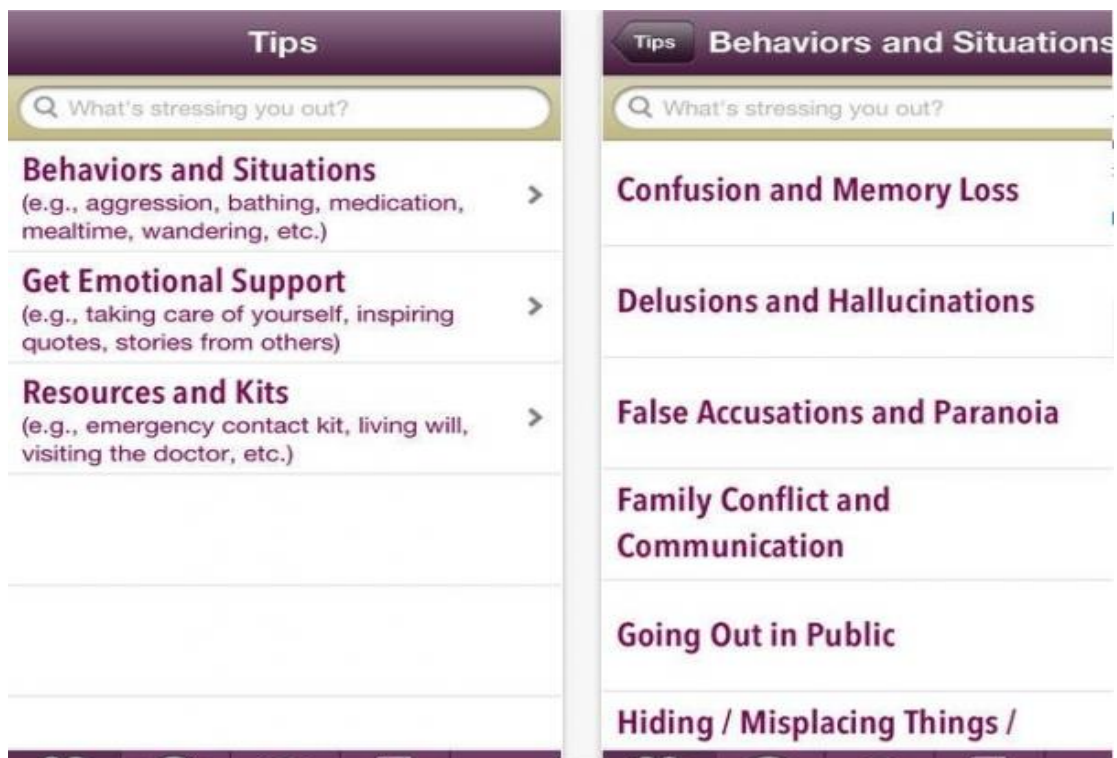 Tips
What's stressing you out?
Behaviors and Situations
(e.g., aggression, bathing, medication,
mealtime, wandering, etc.)
Get Emotional Support
(e.g., taking care of yourself, inspiring
quotes, stories from others)
Resources and Kits
(e.g., emergency contact kit, living will,
visiting the doctor, etc.)
Tips
Behaviors and Situations
What's stressing you out?
Confusion and Memory Loss
Delusions and Hallucinations
False Accusations and Paranoia
Family Conflict and
Communication
Going Out in Public
Hiding / Misplacing Things /